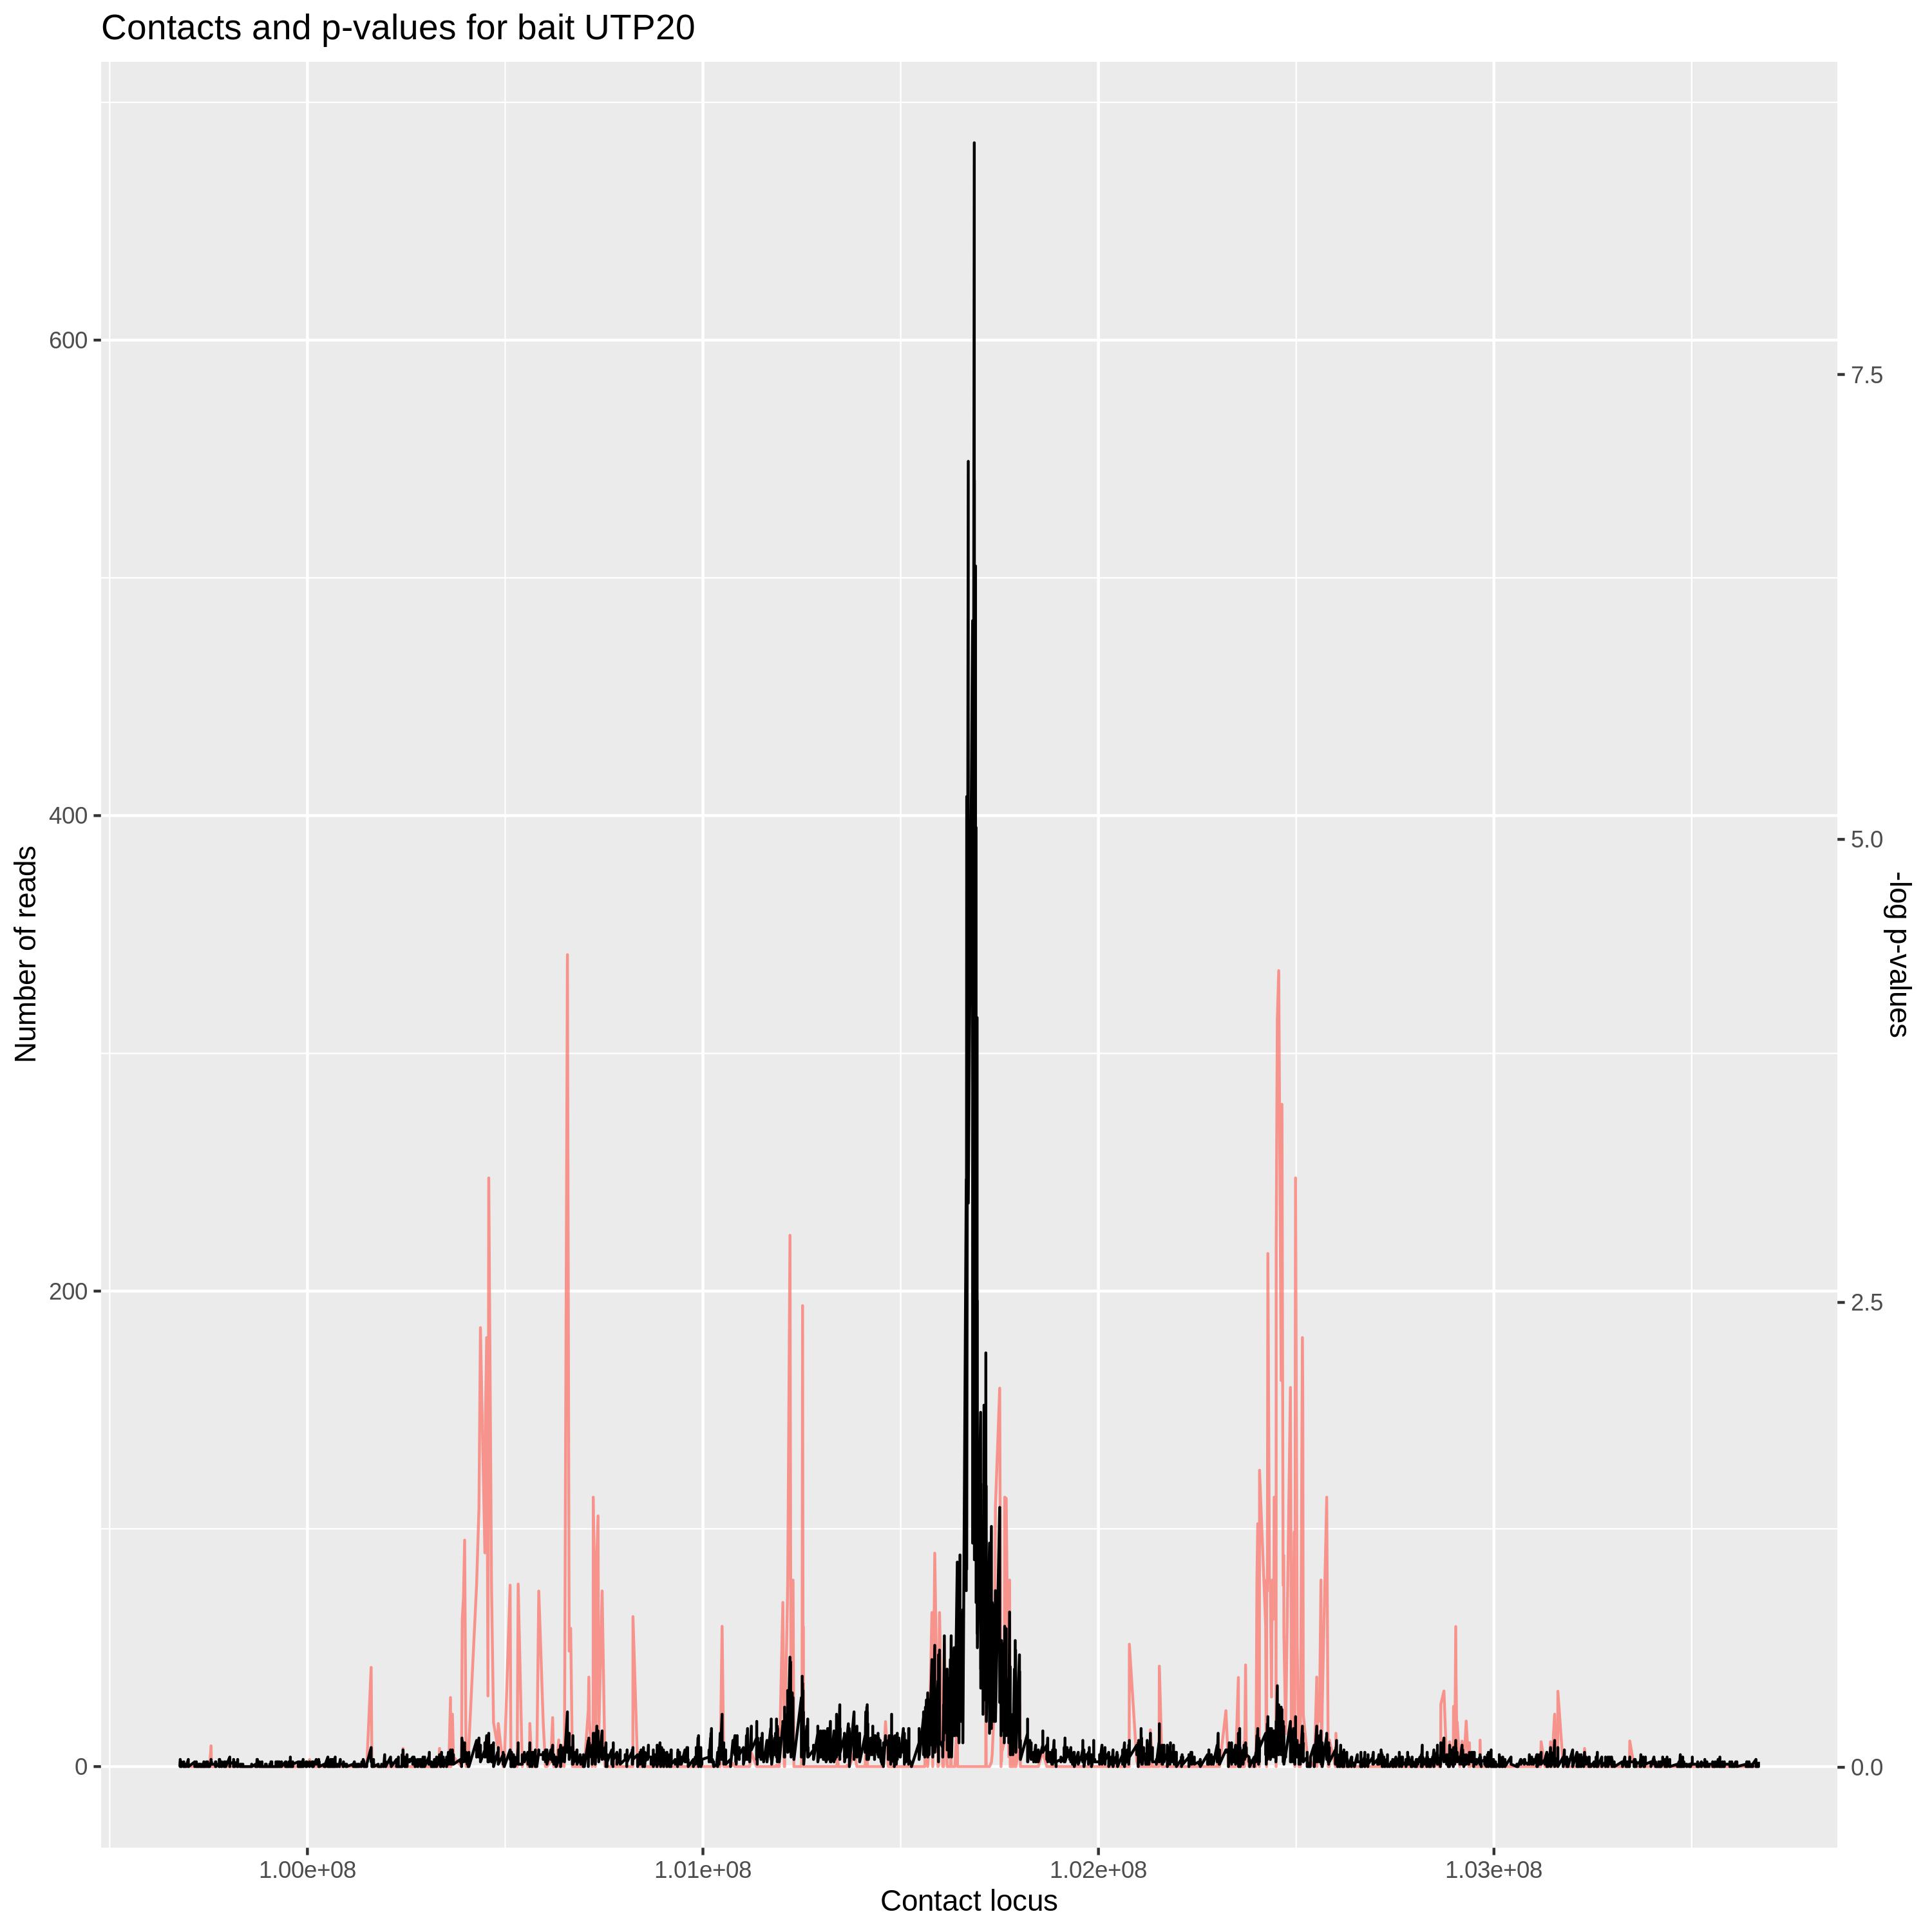 Contacts and p-values for bait UTP20
Number of reads
600
400
200
0
7.5
5.0
2.5
0.0
-log p-values
1.00e+08 1.01e+08 1.02e+08 1.03e+08
Contact locus